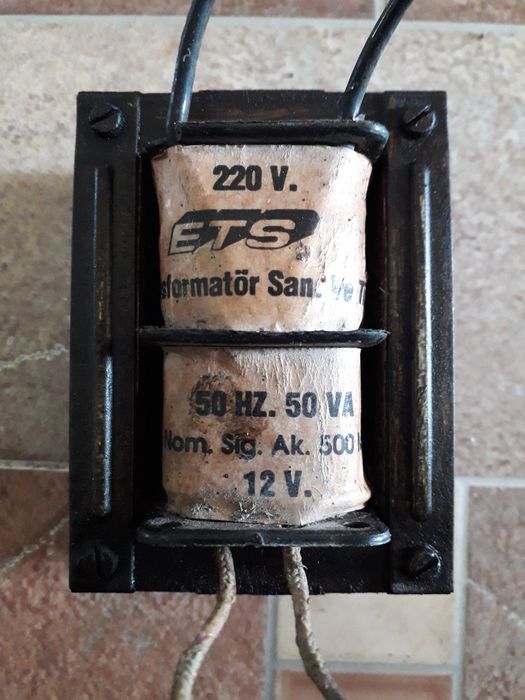 220 V.
ETS
sformatör San. Ve T
50 HZ. 50 VA
Nom. Sig. Ak. 500
12 V.